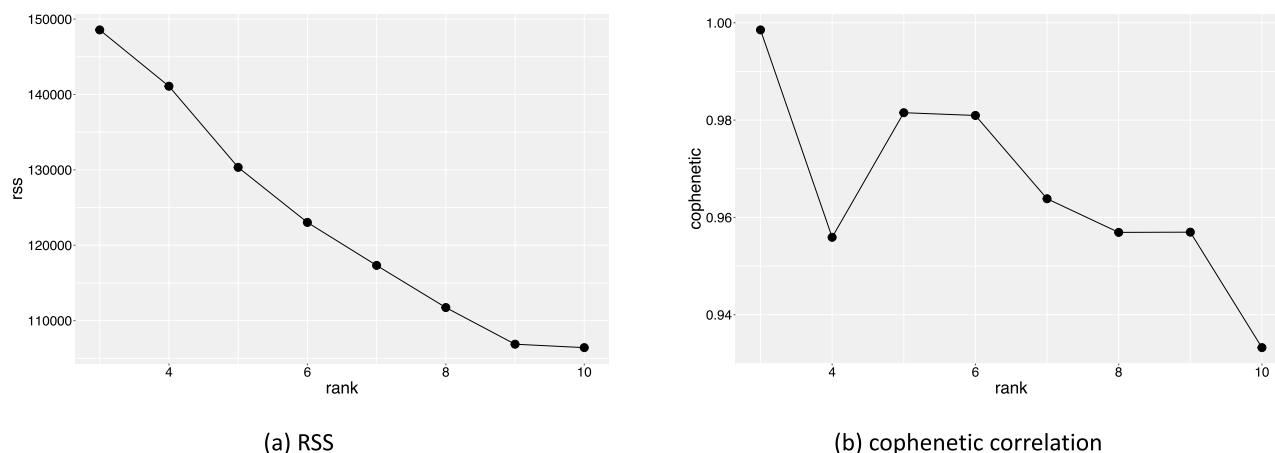 150000
140000
130000
120000
110000
rss
4
6
8
10
rank
(a) RSS
1.00
0.98
0.96
0.94
cophenetic
4
6
8
10
rank
(b) cophenetic correlation